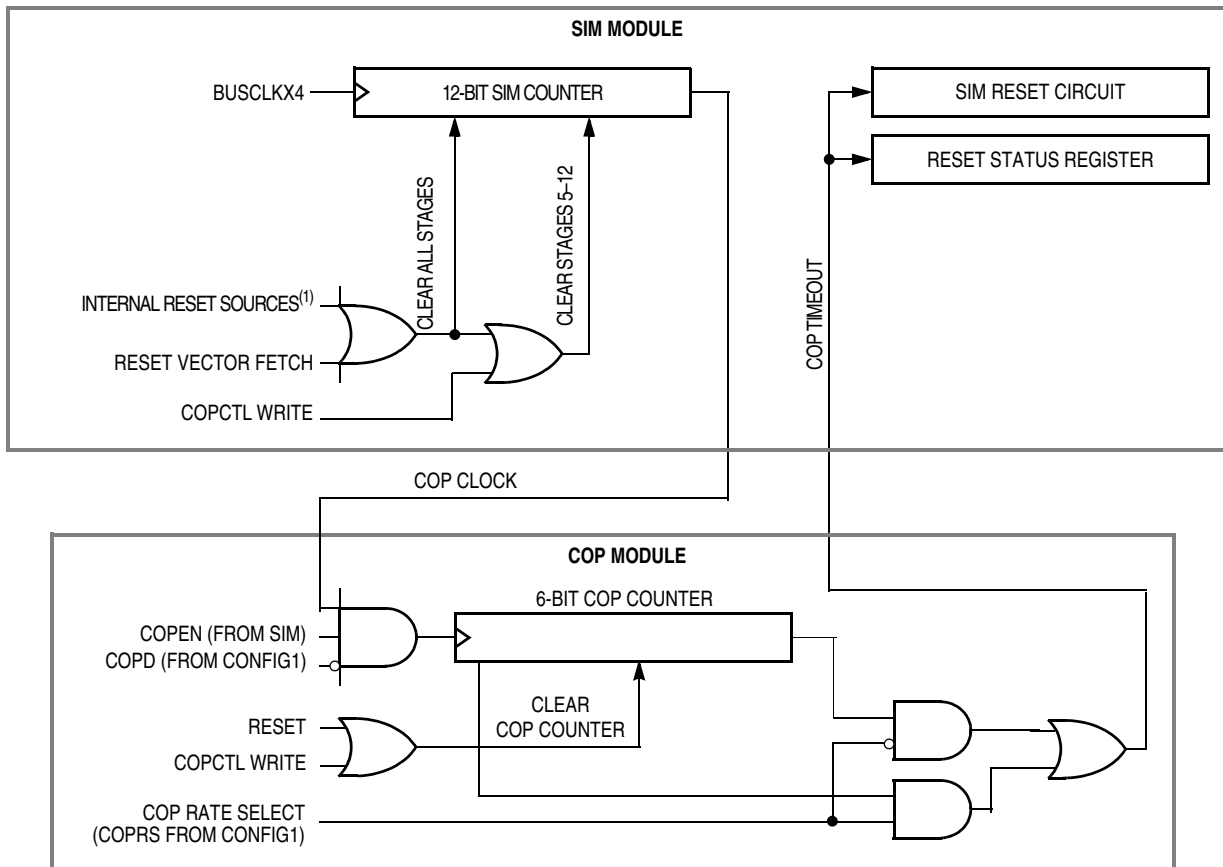 SIM MODULE
BUSCLKX4
12-BIT SIM COUNTER
SIM RESET CIRCUIT
RESET STATUS REGISTER
CLEAR ALL STAGES
CLEAR STAGES 5–12
COP TIMEOUT
INTERNAL RESET SOURCES(1)
RESET VECTOR FETCH
COPCTL WRITE
COP CLOCK
COP MODULE
6-BIT COP COUNTER
COPEN (FROM SIM)
COPD (FROM CONFIG1)
CLEAR
COP COUNTER
RESET
COPCTL WRITE
COP RATE SELECT
(COPRS FROM CONFIG1)